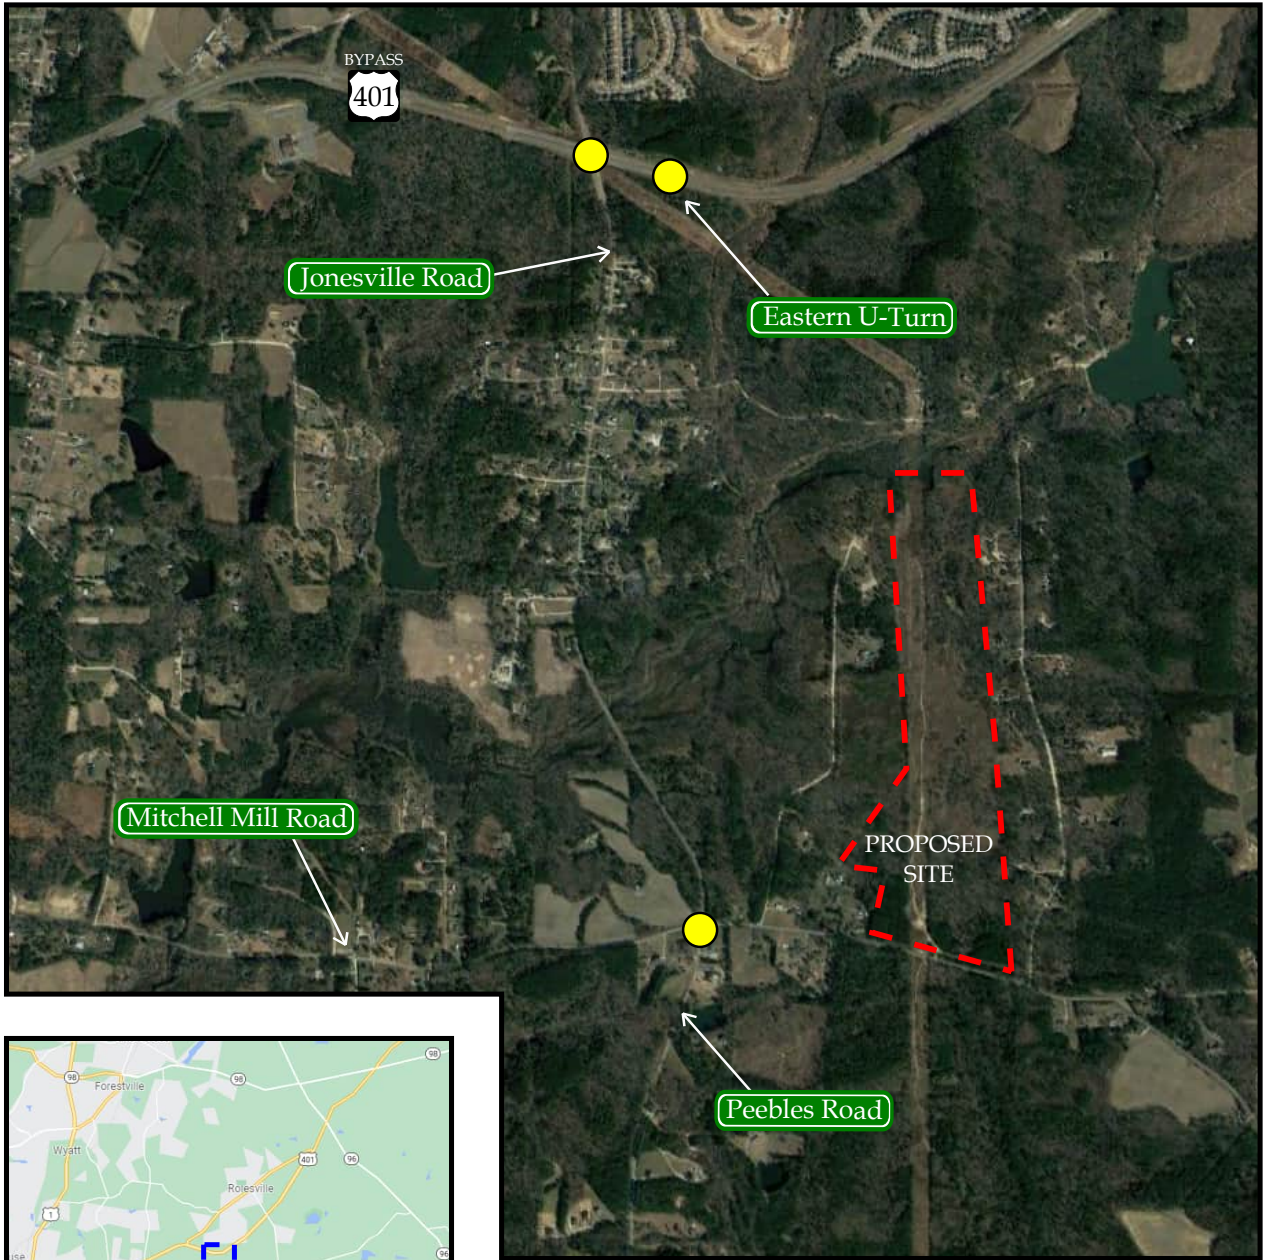 BYPASS
401
Jonesville Road
Eastern U-Turn
Mitchell Mill Road
PROPOSED
SITE
Peebles Road
98
98
Forestville
Wyatt
401
96
Rolesville
1
96